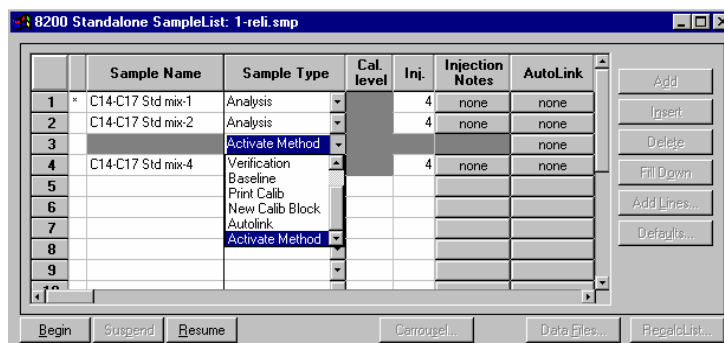 8200 Standalone SampleList: 1-reli.smp
Sample Name Sample Type Cal. level Inj. Injection Notes AutoLink
1 * C14-C17 Std mix-1 Analysis 4 none none
2 C14-C17 Std mix-2 Analysis 4 none none
3 Activate Method none
4 C14-C17 Std mix-4 Verification 4 none none
5 Baseline
Print Calib
6 New Calib Block
7 Autolink
Activate Method
8
9
10
Add
Insert
Delete
Fill Down
Add Lines...
Defaults...
Begin Suspend Resume Carrousel... Data Files... RecalcList...